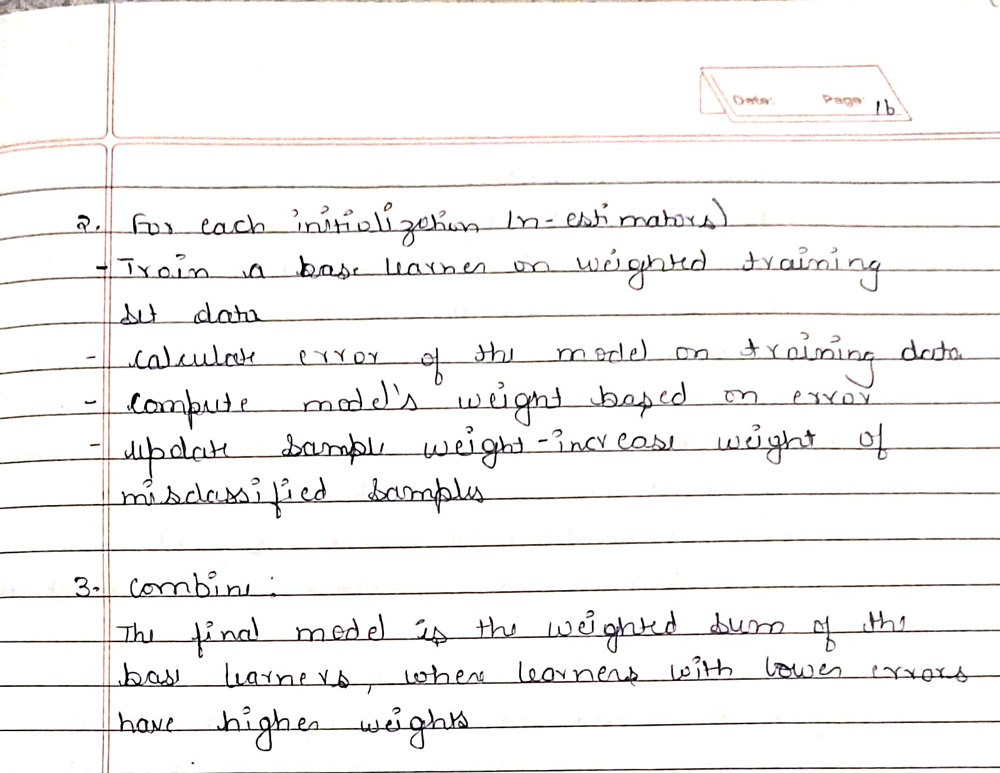 Date: Page: 16
2. For each initialization (n-estimators)
- Train a base learner on weighted training
set data
- calculate error of the model on training data
- compute model's weight based on error
- update sample weight - increase weight of
misclassified samples
3. combine:
The final model is the weighted sum of the
base learners, where learners with lower errors
have higher weights